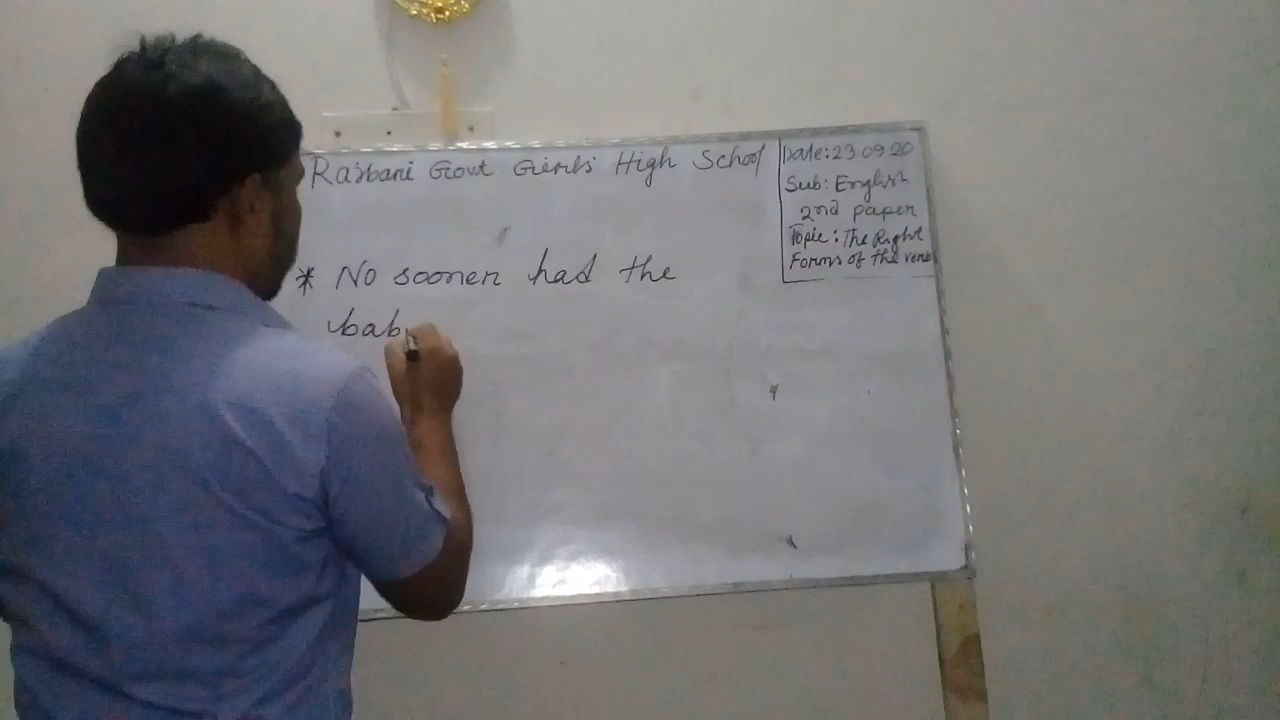 Rajbari Govt Girls' High School
Date: 23.09.20
Sub: English
2nd paper
Topic: The Right
Forms of the verb
* No sooner had the
baby